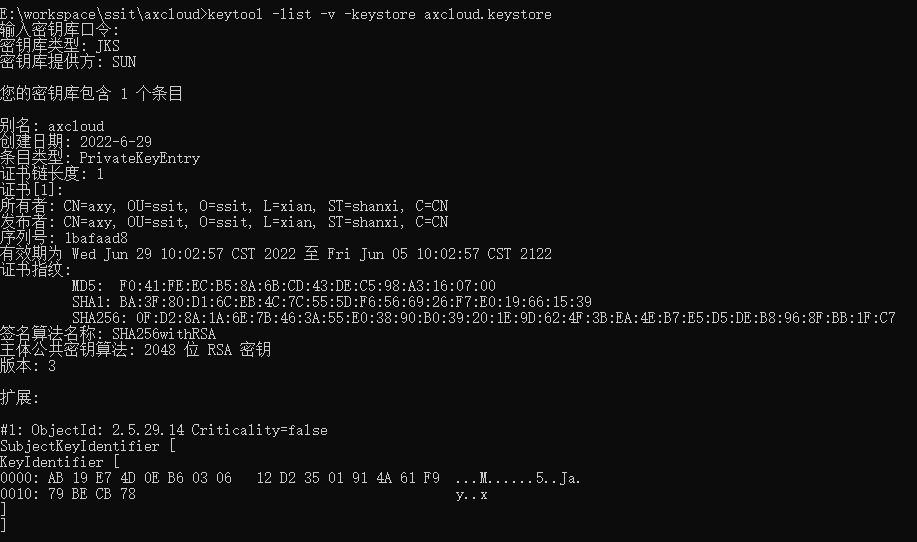 E:\workspace\ssit\axcloud>keytool -list -v -keystore axcloud.keystore
输入密钥库口令:
密钥库类型: JKS
密钥库提供方: SUN
您的密钥库包含 1 个条目
别名: axcloud
创建日期: 2022-6-29
条目类型: PrivateKeyEntry
证书链长度: 1
证书[1]:
所有者: CN=axy, OU=ssit, O=ssit, L=xian, ST=shanxi, C=CN
发布者: CN=axy, OU=ssit, O=ssit, L=xian, ST=shanxi, C=CN
序列号: 1bafaad8
有效期为 Wed Jun 29 10:02:57 CST 2022 至 Fri Jun 05 10:02:57 CST 2122
证书指纹:
MD5:  F0:41:FE:EC:B5:8A:6B:CD:43:DE:C5:98:A3:16:07:00
SHA1: BA:3F:80:D1:6C:EB:4C:7C:55:5D:F6:56:69:26:F7:E0:19:66:15:39
SHA256: 0F:D2:8A:1A:6E:7B:46:3A:55:E0:38:90:B0:39:20:1E:9D:62:4F:3B:EA:4E:B7:E5:D5:DE:B8:96:8F:BB:1F:C7
签名算法名称: SHA256withRSA
主体公共密钥算法: 2048 位 RSA 密钥
版本: 3
扩展:
#1: ObjectId: 2.5.29.14 Criticality=false
SubjectKeyIdentifier [
KeyIdentifier [
0000: AB 19 E7 4D 0E B6 03 06   12 D2 35 01 91 4A 61 F9  ...M......5..Ja.
0010: 79 BE CB 78                                        y..x
]
]